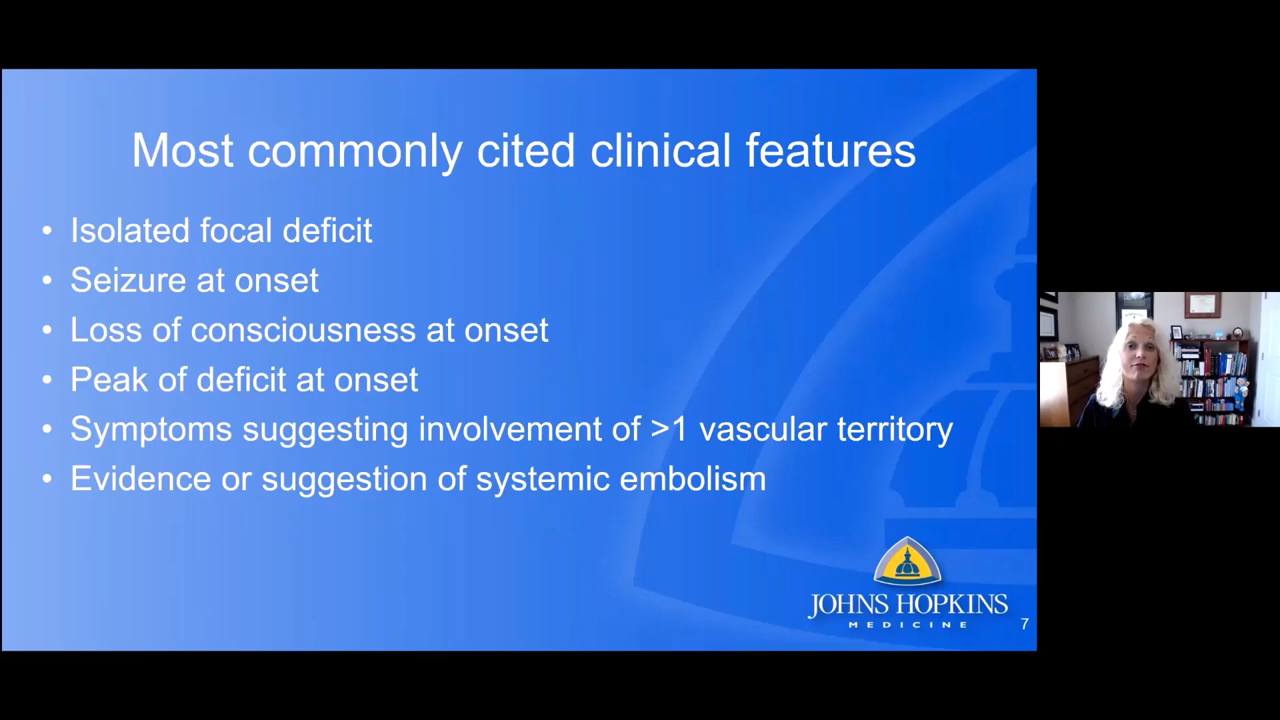 Most commonly cited clinical features
• Isolated focal deficit
• Seizure at onset
• Loss of consciousness at onset
• Peak of deficit at onset
• Symptoms suggesting involvement of >1 vascular territory
• Evidence or suggestion of systemic embolism
JOHNS HOPKINS
MEDICINE
7